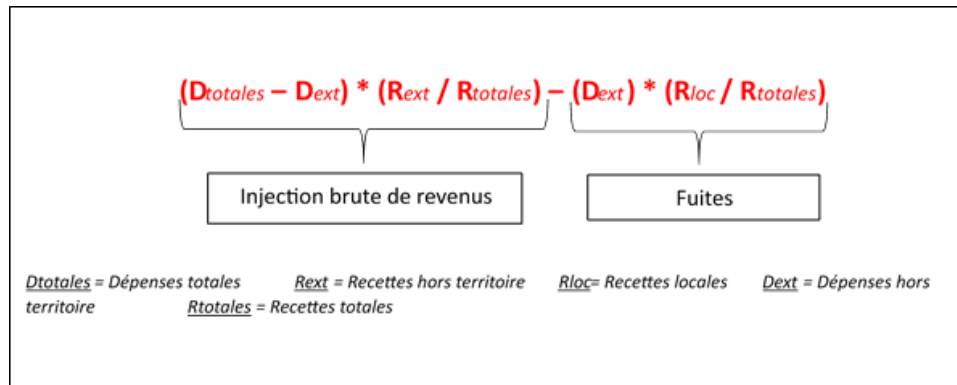 (Dtotales – Dext) * (Rext / Rtotales) – (Dext) * (Rloc / Rtotales)
Injection brute de revenus
Fuites
Dtotales = Dépenses totales Rext = Recettes hors territoire Rloc= Recettes locales Dext = Dépenses hors
territoire Rtotales = Recettes totales